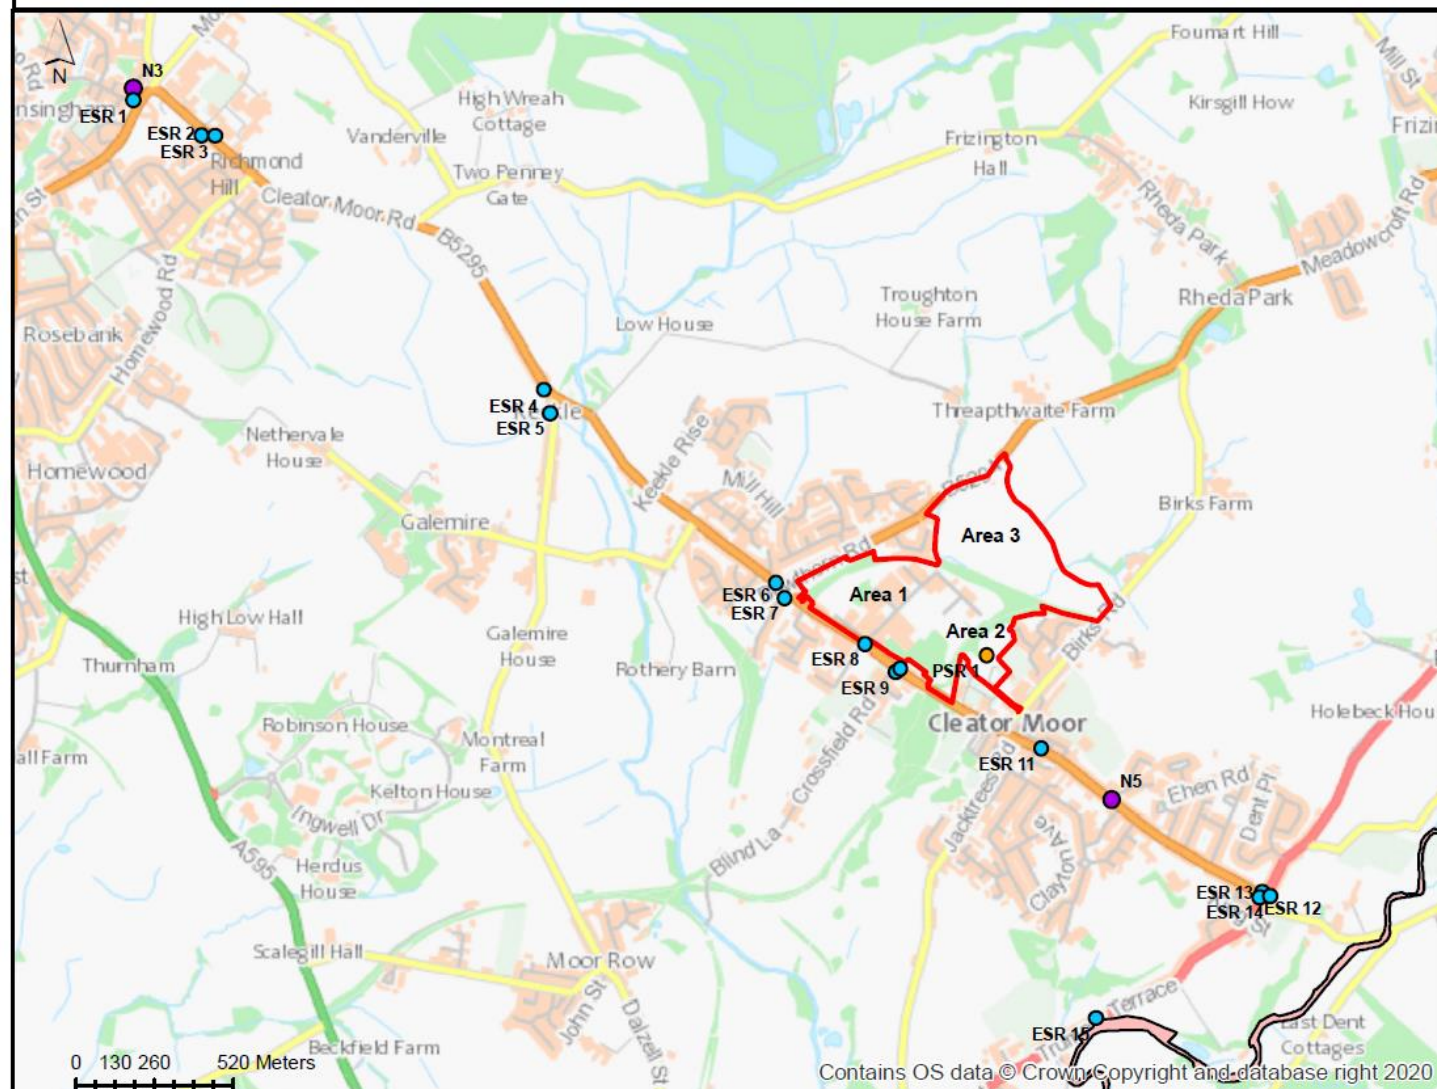 N
N3
ESR 1
ESR 2
ESR 3
Richmond
Hill
Cleator Moor Rd
B5295
High Wreah
Cottage
Vanderville
Two Penney
Gate
Foumart Hill
Mill St
Kirsgill How
Frizington
Hall
Rheda Park
Meadowcroft Rd
Rheda Park
Troughton
House Farm
Low House
Rosebank
Homewood Rd
ESR 4
ESR 5
Threapthwaite Farm
Keekle Rise
Mill Hill
Nethervale
House
Homewood
Galemire
Birks Farm
Area 3
Area 1
ESR 6
ESR 7
High Low Hall
Galemire
House
Thurnham
Rothery Barn
Area 2
Birks Rd
ESR 8
PSR 1
ESR 9
Crossfield Rd
Cleator Moor
Holebeck Hou
Robinson House
Montreal
Farm
all Farm
Kelton House
Ingwell Dr
ESR 11
Jacktrees Rd
N5
Ehen Rd
Dent Pl
A595
Herdus
House
Blind La
Clayton Ave
ESR 13
ESR 14
ESR 12
Scalegill Hall
Moor Row
John St
Dalzell St
Terrace
ESR 15
East Dent
Cottages
Beckfield Farm
0 130 260 520 Meters
Contains OS data © Crown Copyright and database right 2020